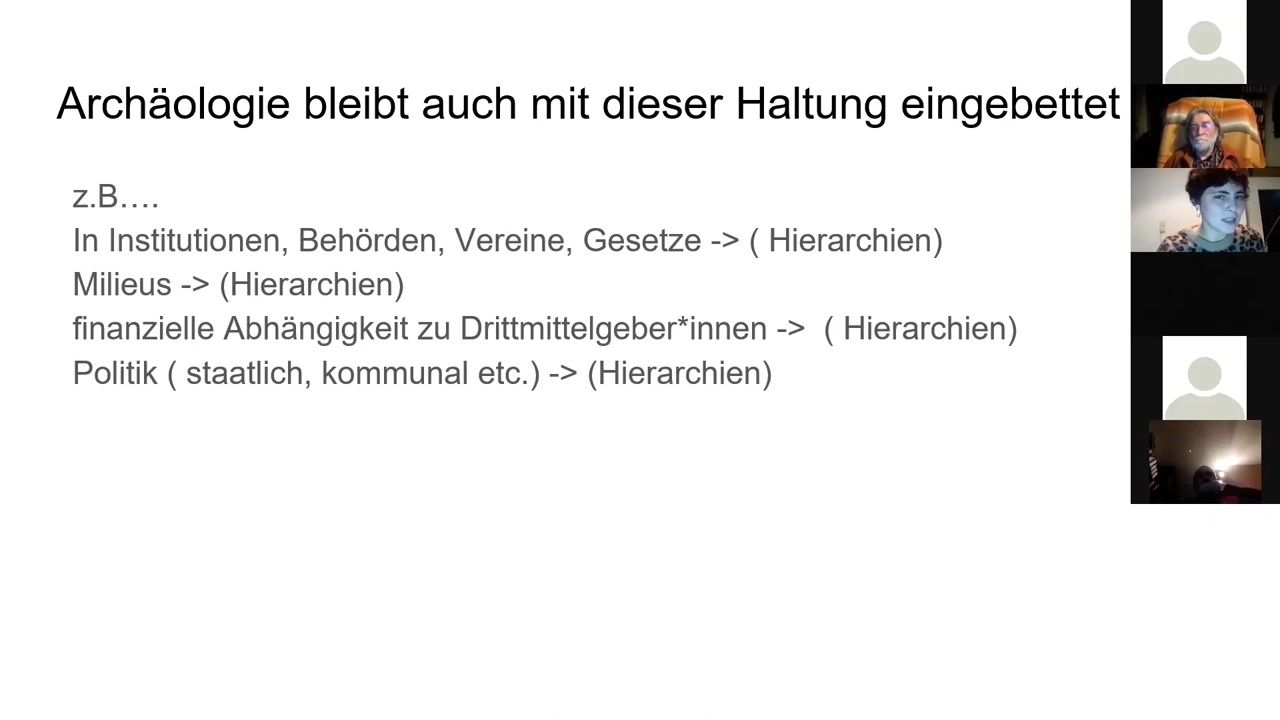 Archäologie bleibt auch mit dieser Haltung eingebettet
z.B….
In Institutionen, Behörden, Vereine, Gesetze -> ( Hierarchien)
Milieus -> (Hierarchien)
finanzielle Abhängigkeit zu Drittmittelgeber*innen ->  ( Hierarchien)
Politik ( staatlich, kommunal etc.) -> (Hierarchien)